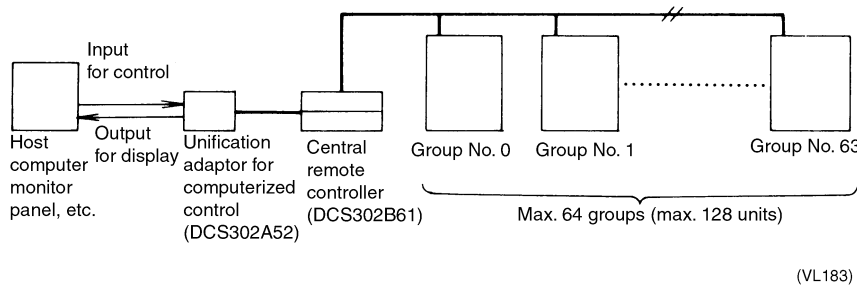 Input
for control
Output
for display
Host
computer
monitor
panel, etc.
Unification
adaptor for
computerized
control
(DCS302A52)
Central
remote
controller
(DCS302B61)
Group No. 0
Group No. 1
Group No. 63
Max. 64 groups (max. 128 units)
(VL183)